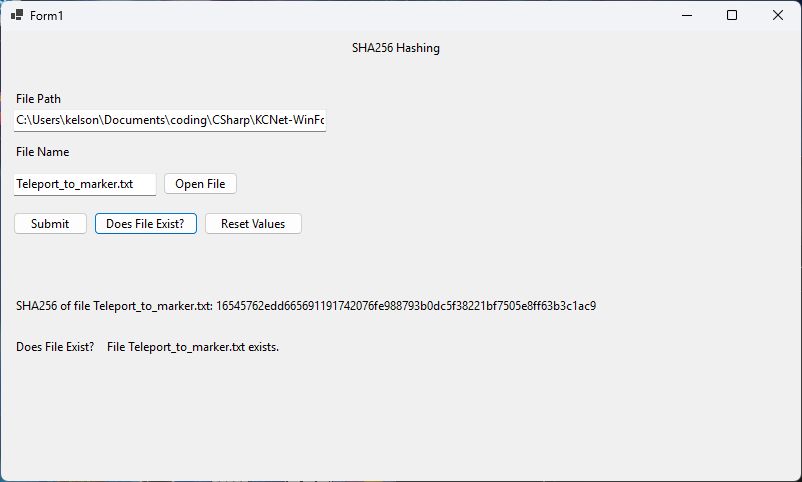 Form1
SHA256 Hashing
File Path
C:\Users\kelson\Documents\coding\CSharp\KCNet-WinFo
File Name
Teleport_to_marker.txt Open File
Submit Does File Exist? Reset Values
SHA256 of file Teleport_to_marker.txt: 16545762edd665691191742076fe988793b0dc5f38221bf7505e8ff63b3c1ac9
Does File Exist? File Teleport_to_marker.txt exists.